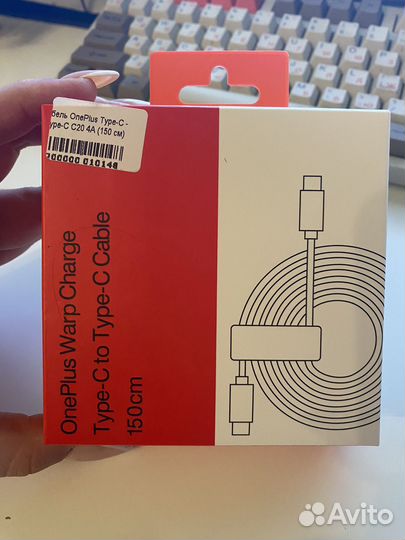 бель OnePlus Type-C -
ype-C C20 4A (150 см)
000000 010148
OnePlus Warp Charge
Type-C to Type-C Cable
150cm
Avito